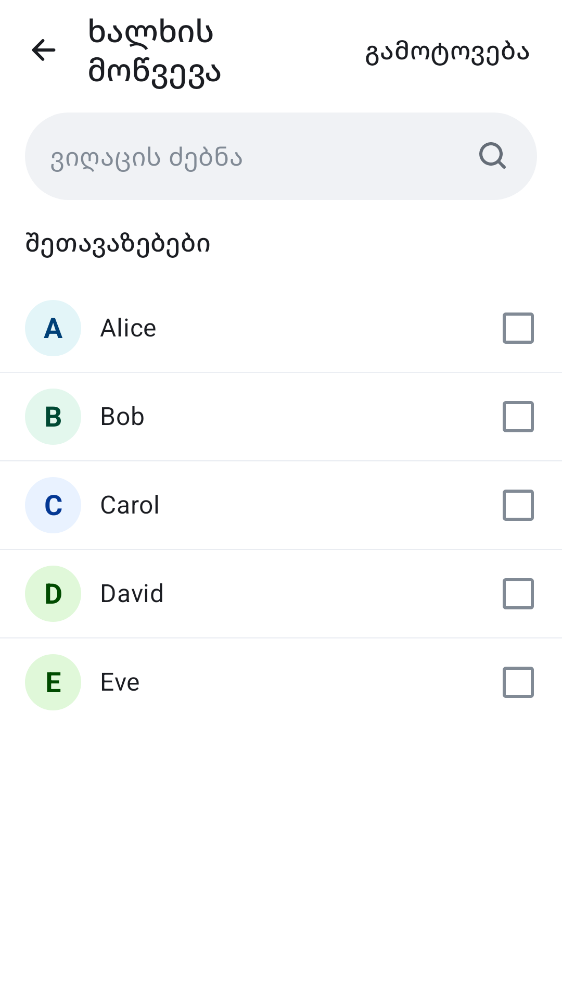 ხალხის
მოწვევა
გამოტოვება
ვიღაცის ძებნა
შეთავაზებები
A Alice
B Bob
C Carol
D David
E Eve